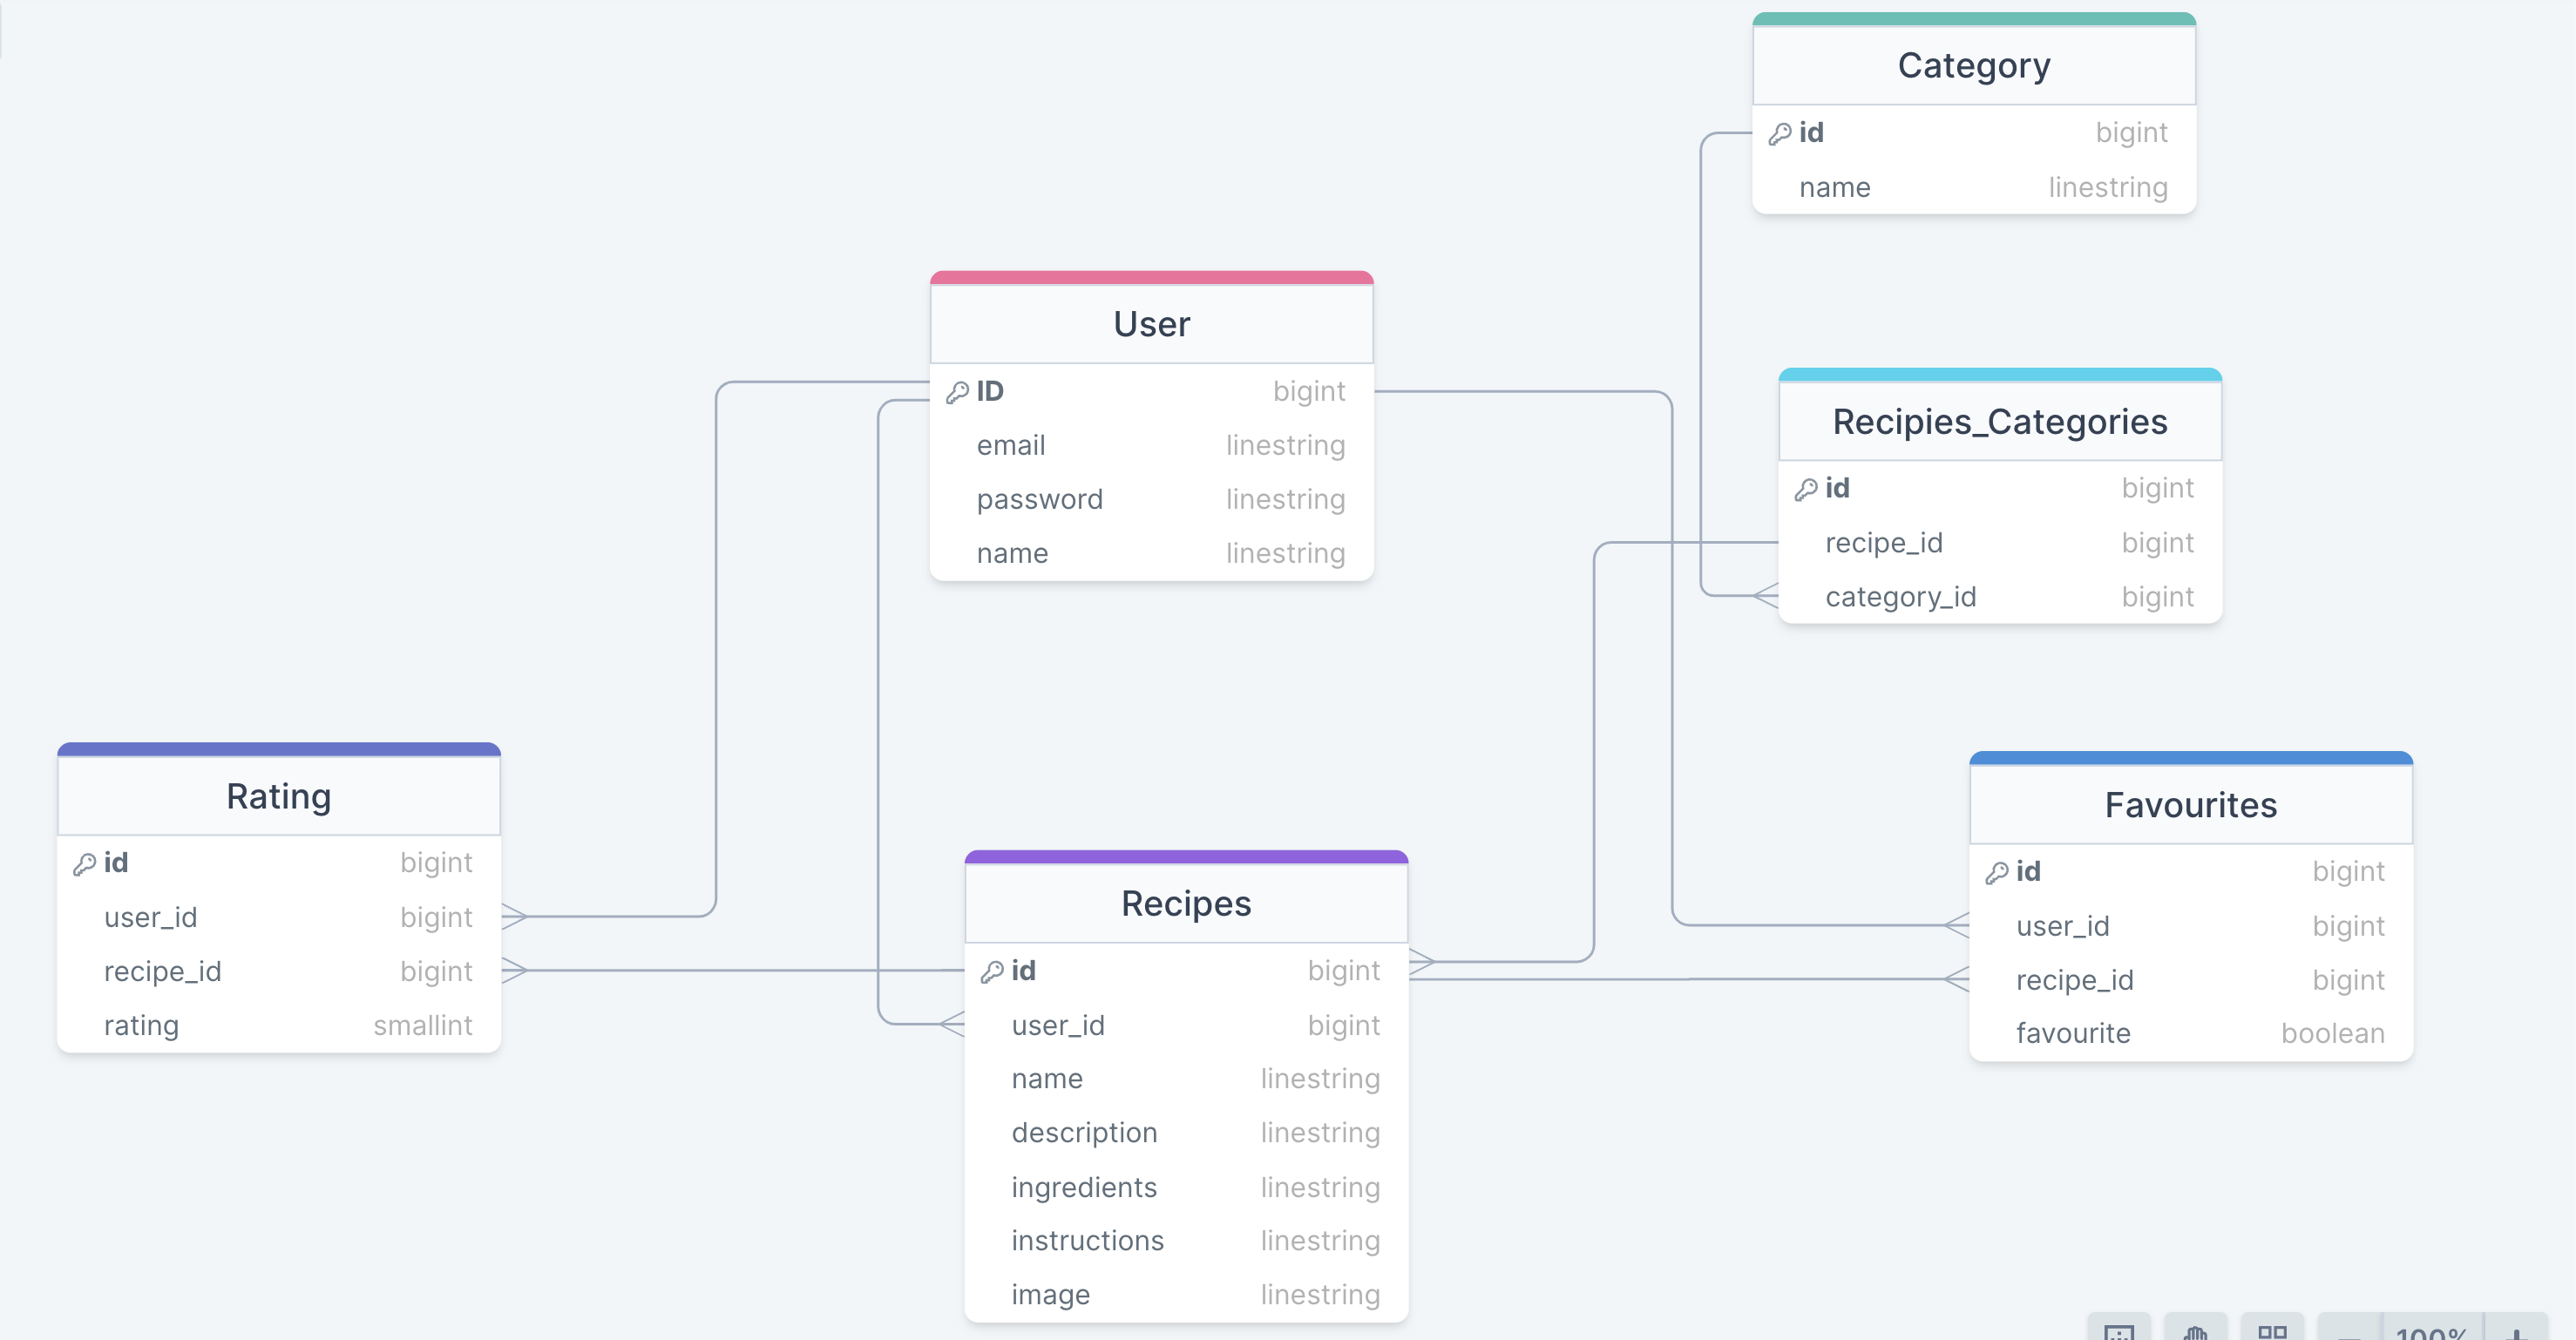 Category
id bigint
name linestring
User
ID bigint
email linestring
password linestring
name linestring
Recipies_Categories
id bigint
recipe_id bigint
category_id bigint
Rating
id bigint
user_id bigint
recipe_id bigint
rating smallint
Recipes
id bigint
user_id bigint
name linestring
description linestring
ingredients linestring
instructions linestring
image linestring
Favourites
id bigint
user_id bigint
recipe_id bigint
favourite boolean
100%